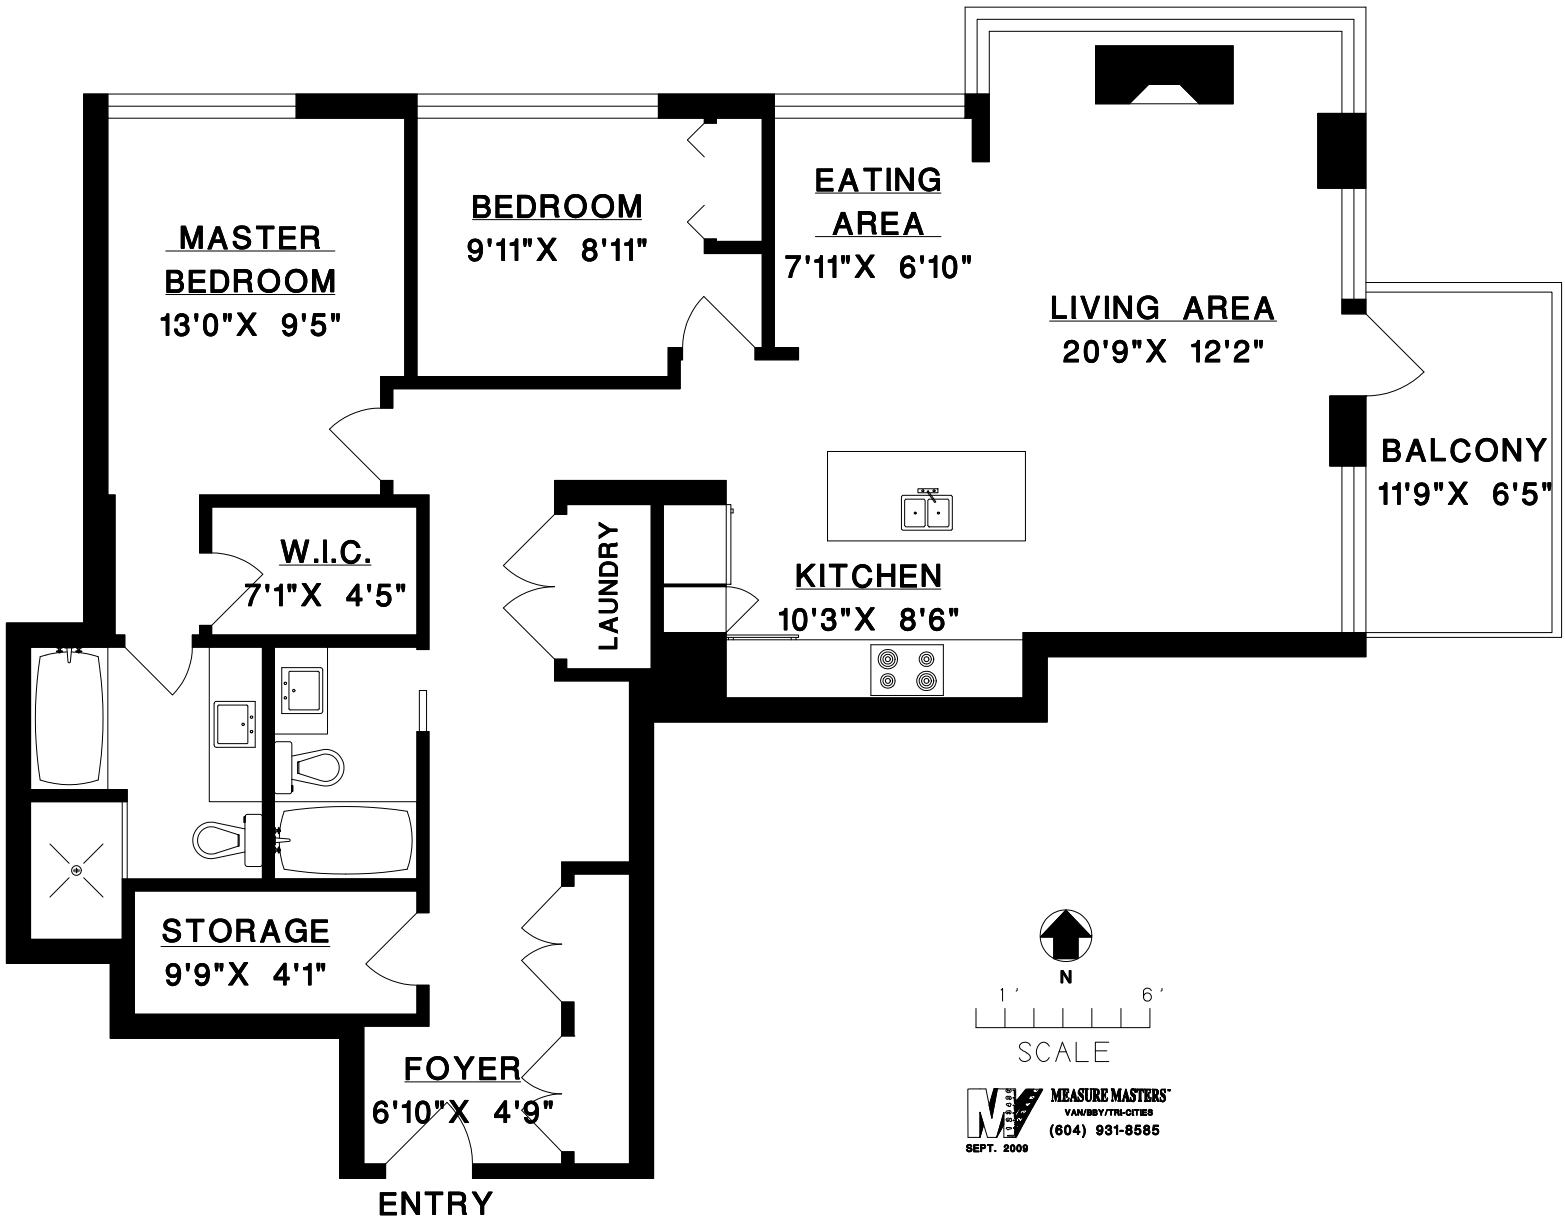 MASTER
BEDROOM
13'0"X 9'5"
BEDROOM
9'11"X 8'11"
EATING
AREA
7'11"X 6'10"
LIVING AREA
20'9"X 12'2"
BALCONY
11'9"X 6'5"
W.I.C.
7'1"X 4'5"
LAUNDRY
KITCHEN
10'3"X 8'6"
STORAGE
9'9"X 4'1"
FOYER
6'10"X 4'9"
ENTRY
N
1' 6'
SCALE
MEASURE MASTERS™
VAN/BBY/TRI-CITIES
(604) 931-8585
SEPT. 2009